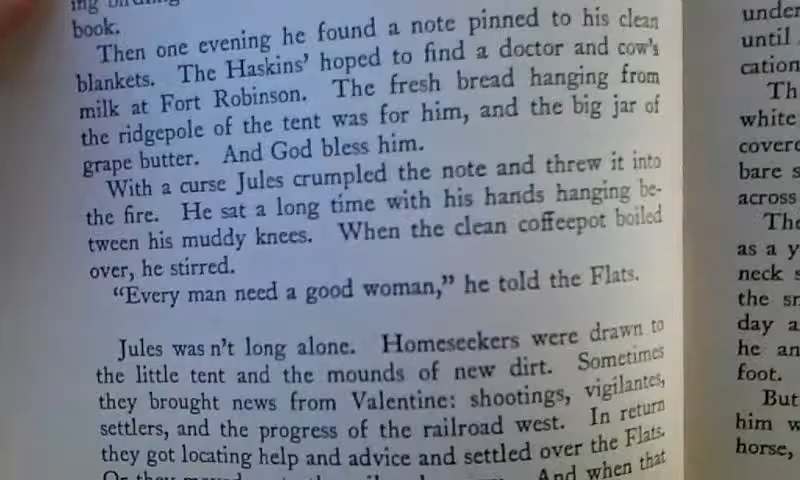 book.
Then one evening he found a note pinned to his clean
blankets. The Haskins' hoped to find a doctor and cow's
milk at Fort Robinson. The fresh bread hanging from
the ridgepole of the tent was for him, and the big jar of
grape butter. And God bless him.
With a curse Jules crumpled the note and threw it into
the fire. He sat a long time with his hands hanging be-
tween his muddy knees. When the clean coffeepot boiled
over, he stirred.
“Every man need a good woman,” he told the Flats.
Jules wasn't long alone. Homeseekers were drawn to
the little tent and the mounds of new dirt. Sometimes
they brought news from Valentine: shootings, vigilantes,
settlers, and the progress of the railroad west. In return
they got locating help and advice and settled over the Flats.
And when that
until
Th
white
bare s
across
The
as a y
neck s
the sn
day a
he an
foot.
But
him w
horse,